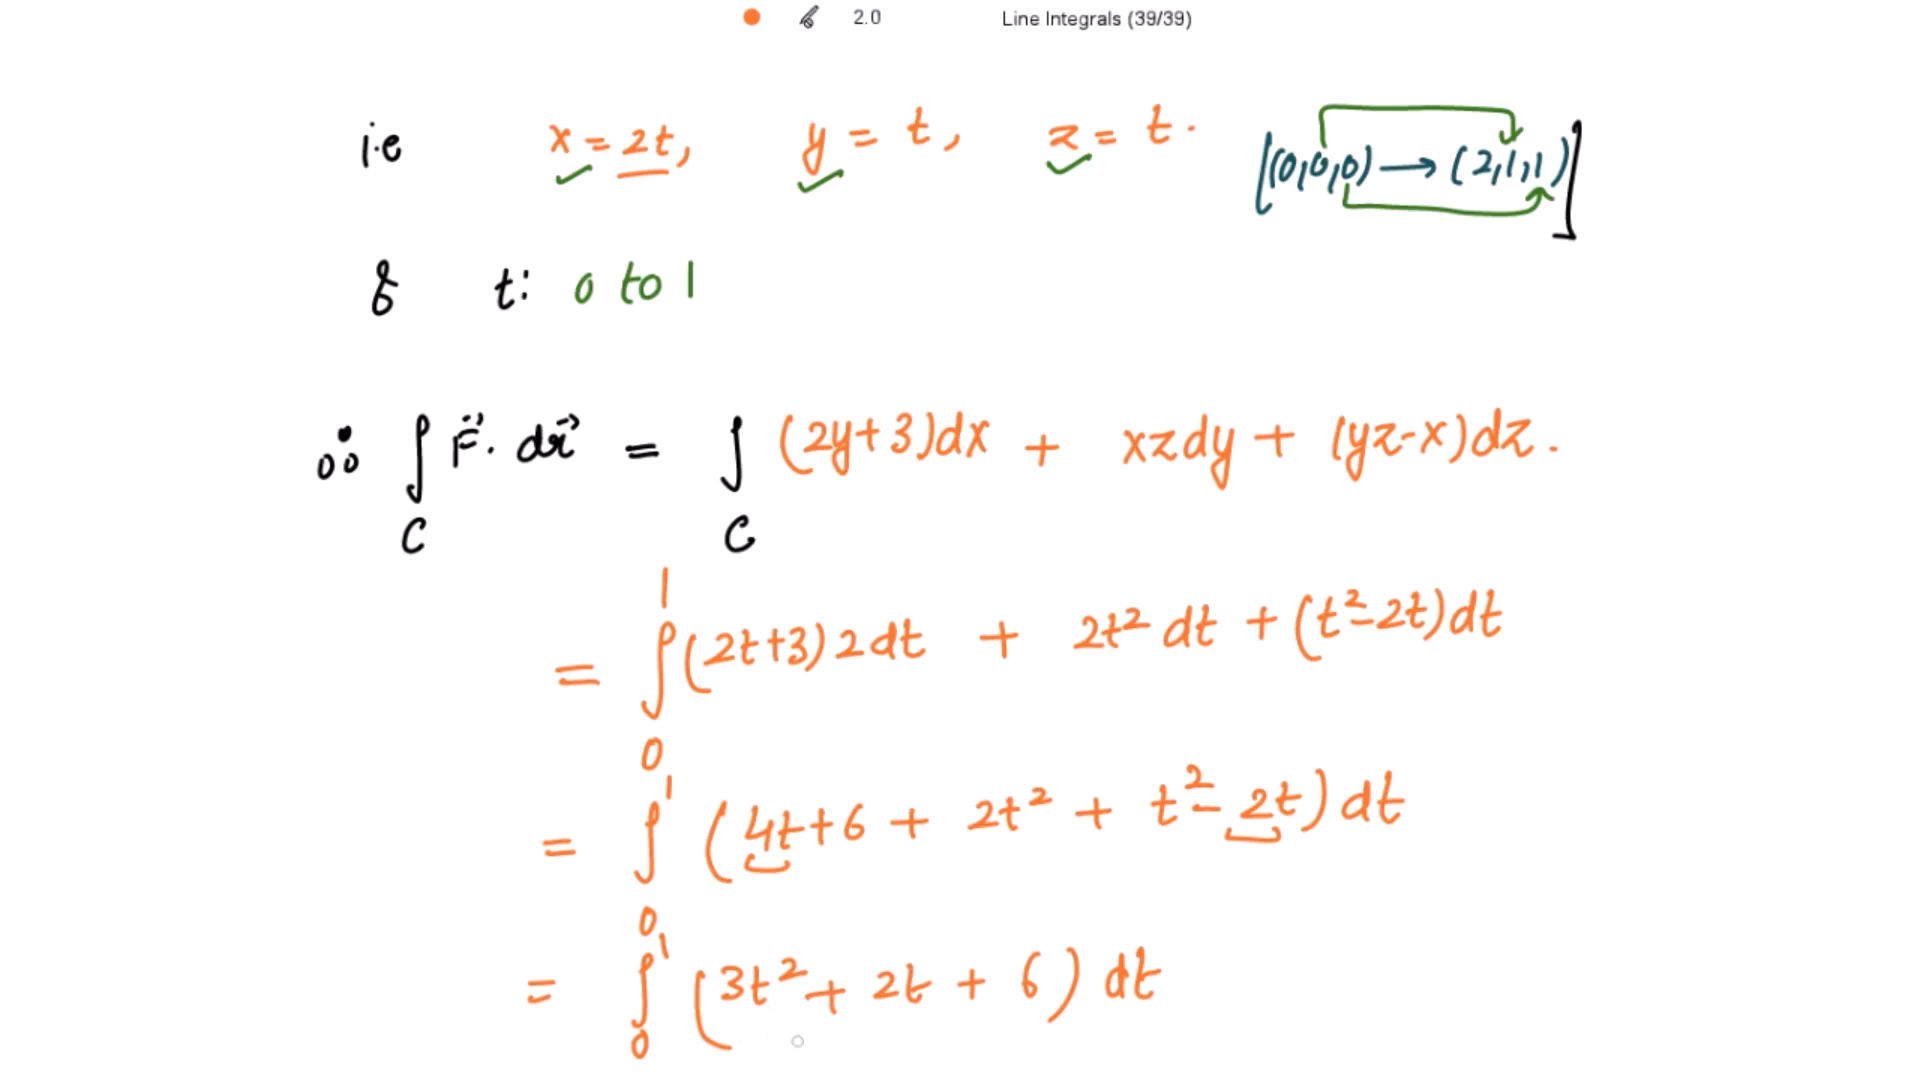 2.0 Line Integrals (39/39)
i.e x = 2t, y = t, z = t. [(0,0,0) → (2,1,1)]
& t: 0 to 1
∴ ∫_C F⃗ · dr⃗ = ∫_C (2y+3)dx + xzdy + (yz-x)dz.
= ∫_0^1 (2t+3)2dt + 2t² dt + (t²-2t)dt
= ∫_0^1 (4t+6 + 2t² + t² - 2t) dt
= ∫_0^1 (3t² + 2t + 6) dt